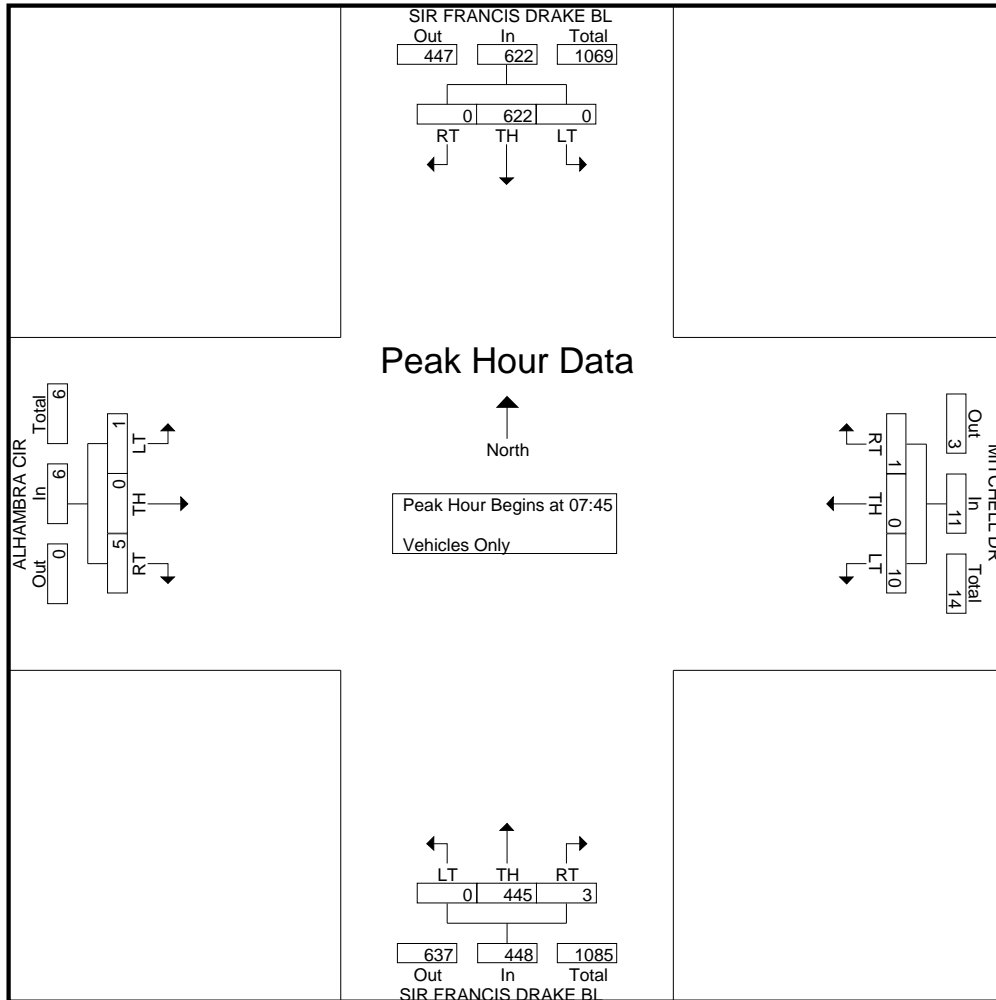 SIR FRANCIS DRAKE BL
Out In Total
447 622 1069
0 622 0
RT TH LT
Peak Hour Data
North
Peak Hour Begins at 07:45
Vehicles Only
ALHAMBRA CIR
Total In Out
6 6 0
1 0 5
LT TH RT
RT TH LT
1 0 10
Out In Total
3 11 14
MITCHELL DR
LT TH RT
0 445 3
637 448 1085
Out In Total
SIR FRANCIS DRAKE BL